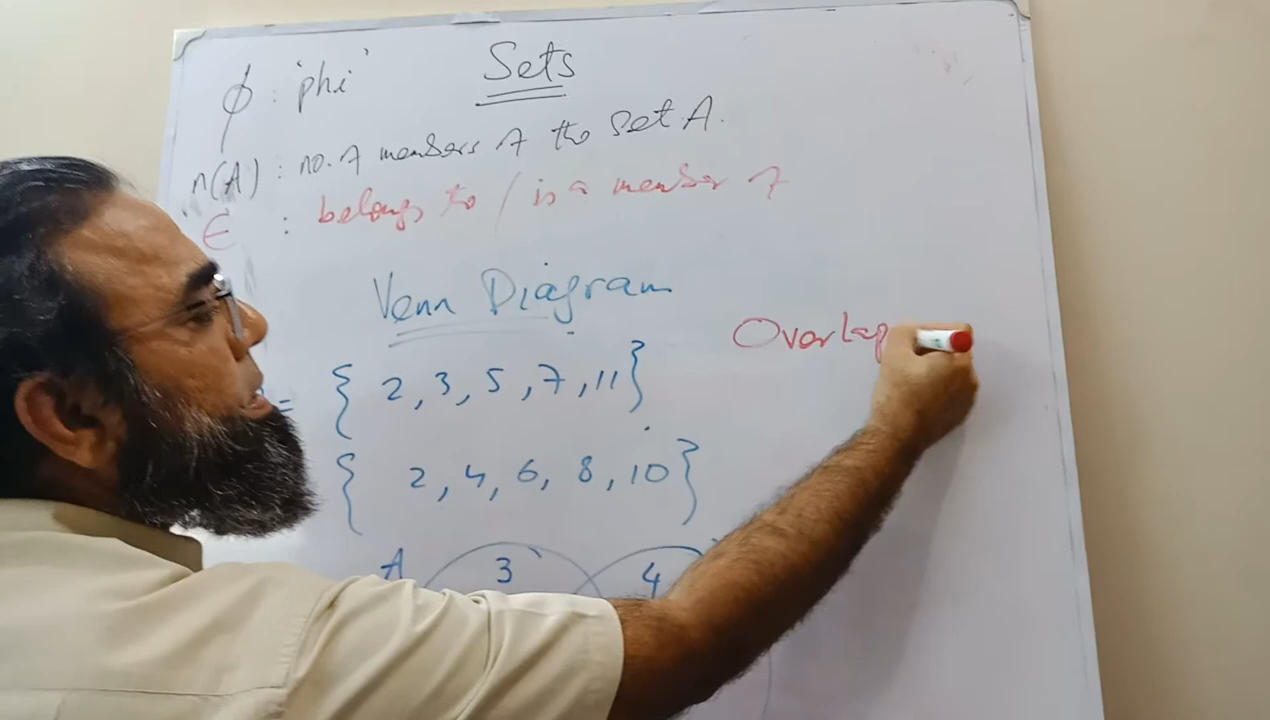 Sets
ϕ : 'phi'
n(A) : no. of members of the set A.
∈ : belongs to / is a member of
Venn Diagram
Overlap
= { 2, 3, 5, 7, 11 }
{ 2, 4, 6, 8, 10 }
A 3 4